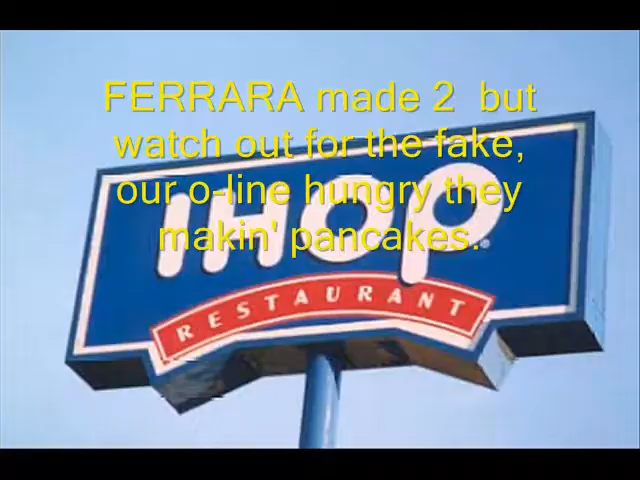 FERRARA made 2 but
watch out for the fake,
our o-line hungry they
makin' pancakes.
IHOP
RESTAURANT